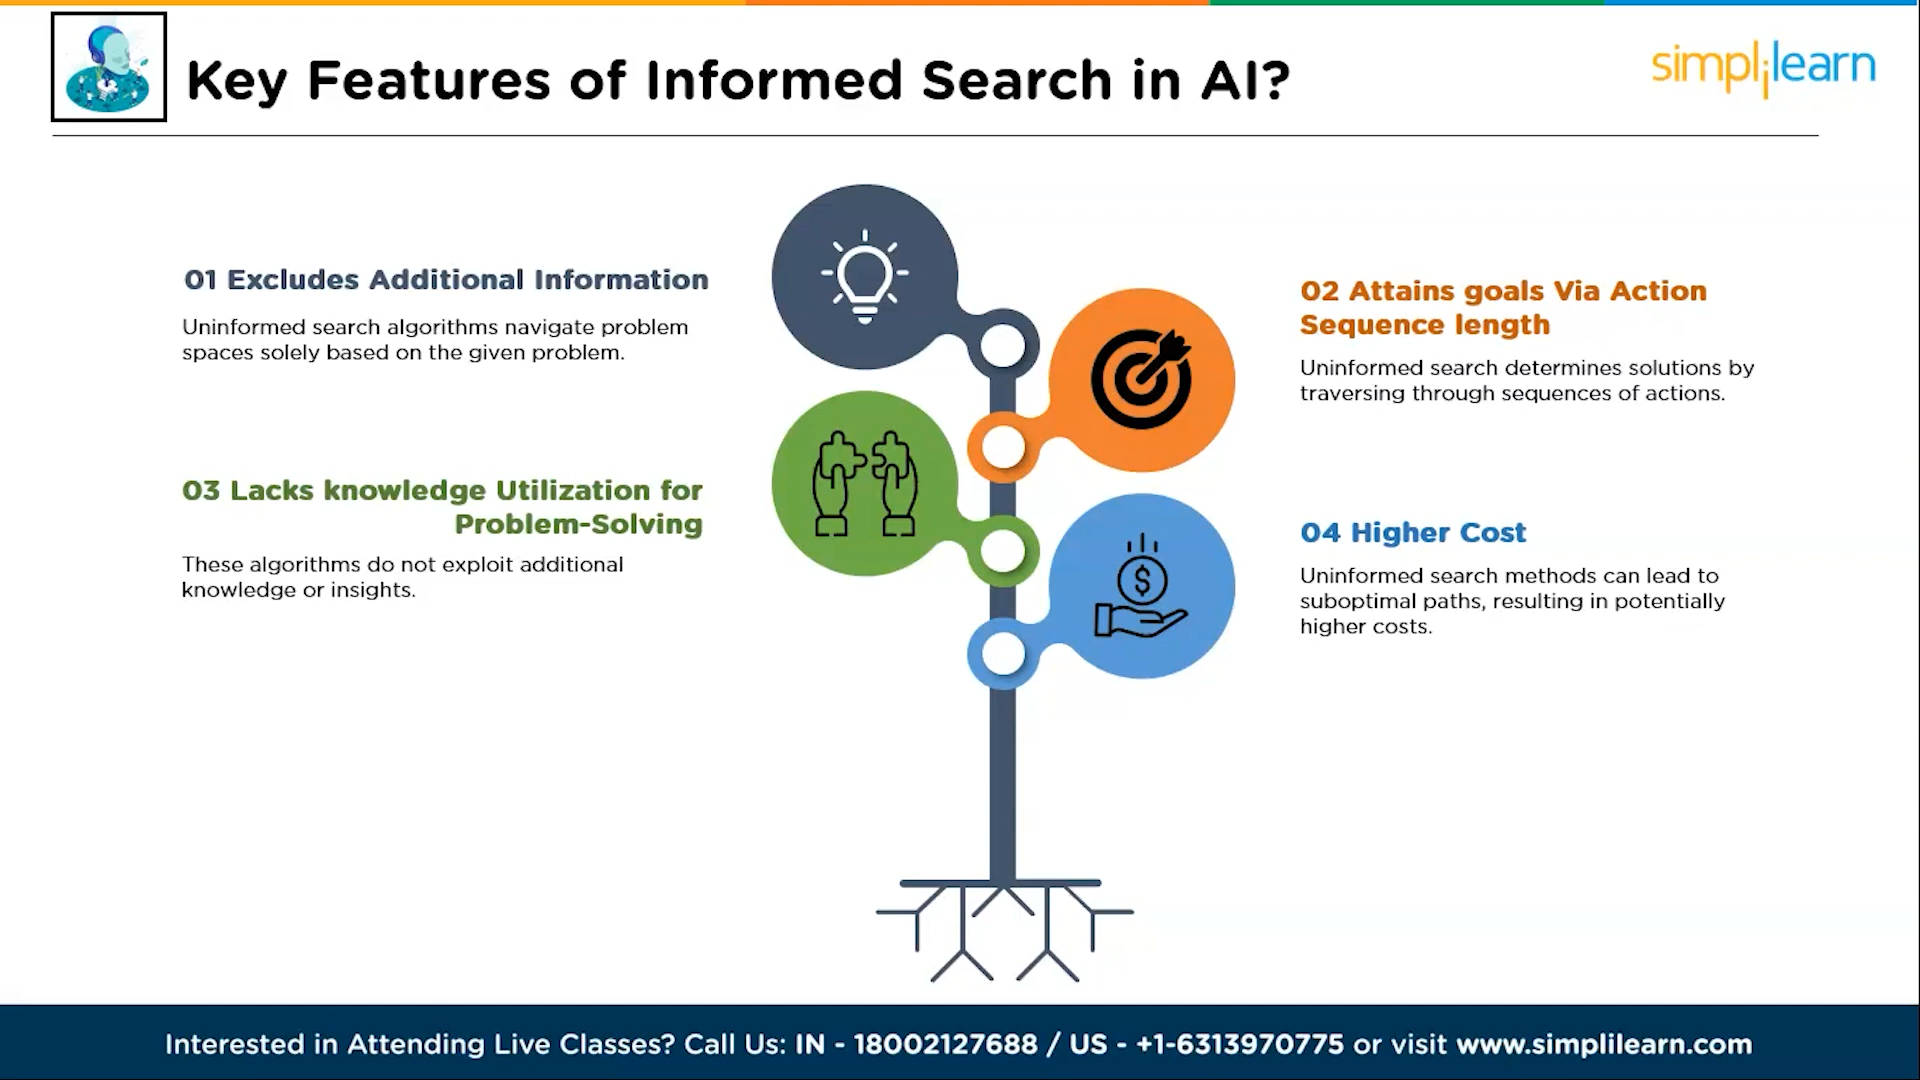 Key Features of Informed Search in AI?
simplilearn
01 Excludes Additional Information
Uninformed search algorithms navigate problem
spaces solely based on the given problem.
02 Attains goals Via Action
Sequence length
Uninformed search determines solutions by
traversing through sequences of actions.
03 Lacks knowledge Utilization for
Problem-Solving
These algorithms do not exploit additional
knowledge or insights.
04 Higher Cost
Uninformed search methods can lead to
suboptimal paths, resulting in potentially
higher costs.
$
Interested in Attending Live Classes? Call Us: IN - 18002127688 / US - +1-6313970775 or visit www.simplilearn.com